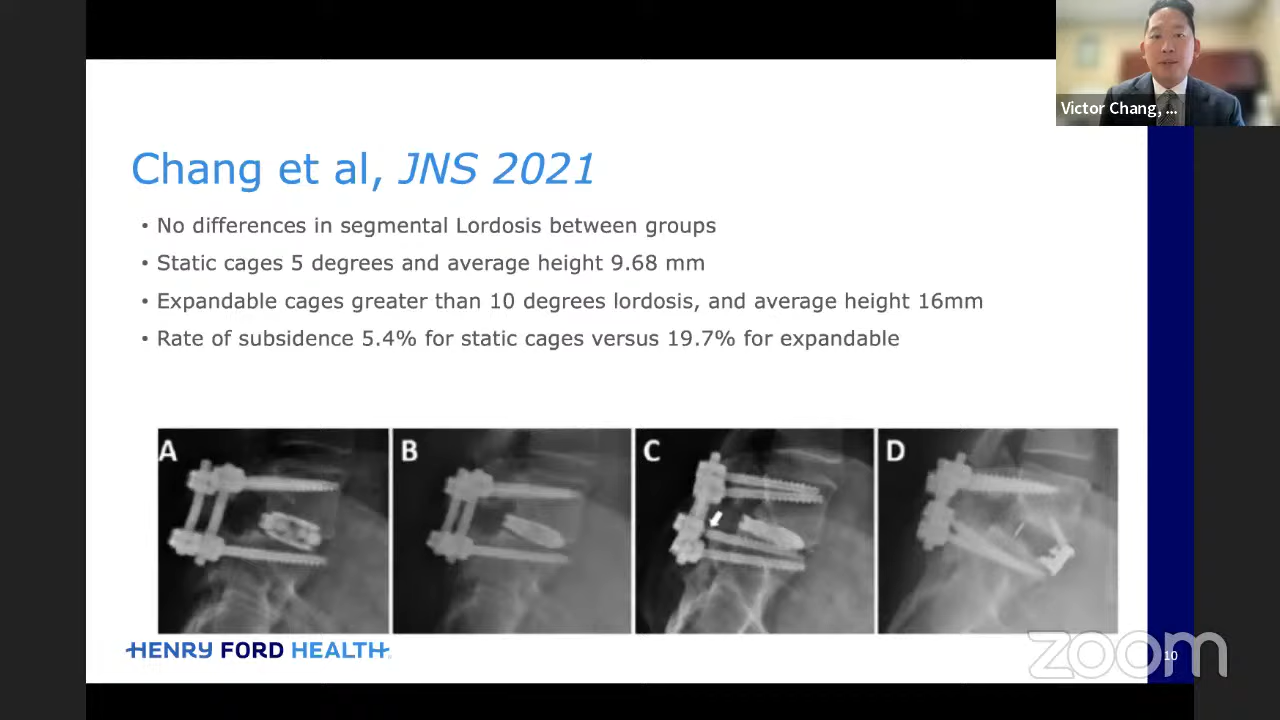 Victor Chang, ...
Chang et al, JNS 2021
• No differences in segmental Lordosis between groups
• Static cages 5 degrees and average height 9.68 mm
• Expandable cages greater than 10 degrees lordosis, and average height 16mm
• Rate of subsidence 5.4% for static cages versus 19.7% for expandable
A B C D
HENRY FORD HEALTH
zoom
10